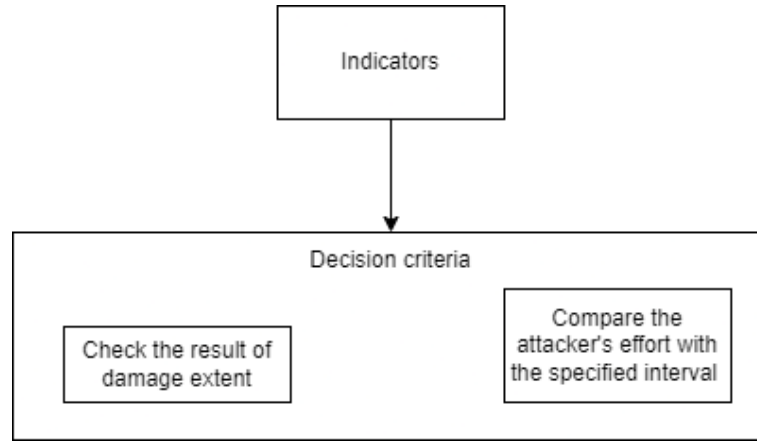 Indicators
Decision criteria
Check the result of
damage extent
Compare the
attacker's effort with
the specified interval